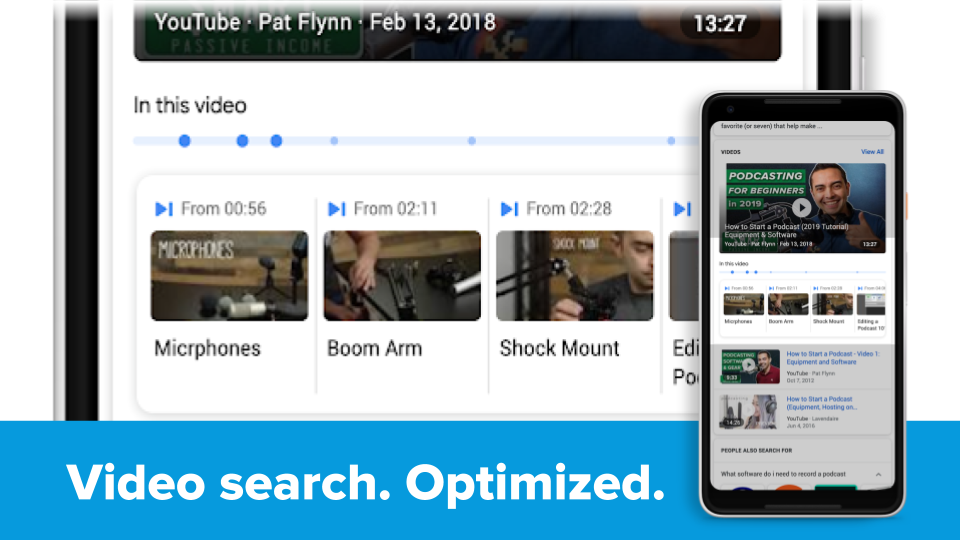 YouTube · Pat Flynn · Feb 13, 2018
13:27
PASSIVE INCOME
In this video
From 00:56
From 02:11
From 02:28
MICROPHONES
SHOCK MOUNT
Micrphones
Boom Arm
Shock Mount
Edi
Po
Video search. Optimized.
favorite (or seven) that help make ...
VIDEOS
View All
PODCASTING
FOR BEGINNERS
in 2019
How to Start a Podcast (2019 Tutorial)
Equipment & Software
YouTube · Pat Flynn · Feb 13, 2018
13:27
In this video
From 00:56
From 02:11
From 02:28
From 04:0
Micrphones
Boom Arm
Shock Mount
Editing a
Podcast 101
PODCASTING
SOFTWARE
& GEAR
How to Start a Podcast - Video 1:
Equipment and Software
YouTube · Pat Flynn
Oct 7, 2012
How to Start a Podcast
(Equipment, Hosting on...
YouTube · Lavendaire
Jun 4, 2016
14:26
PEOPLE ALSO SEARCH FOR
What software do i need to record a podcast